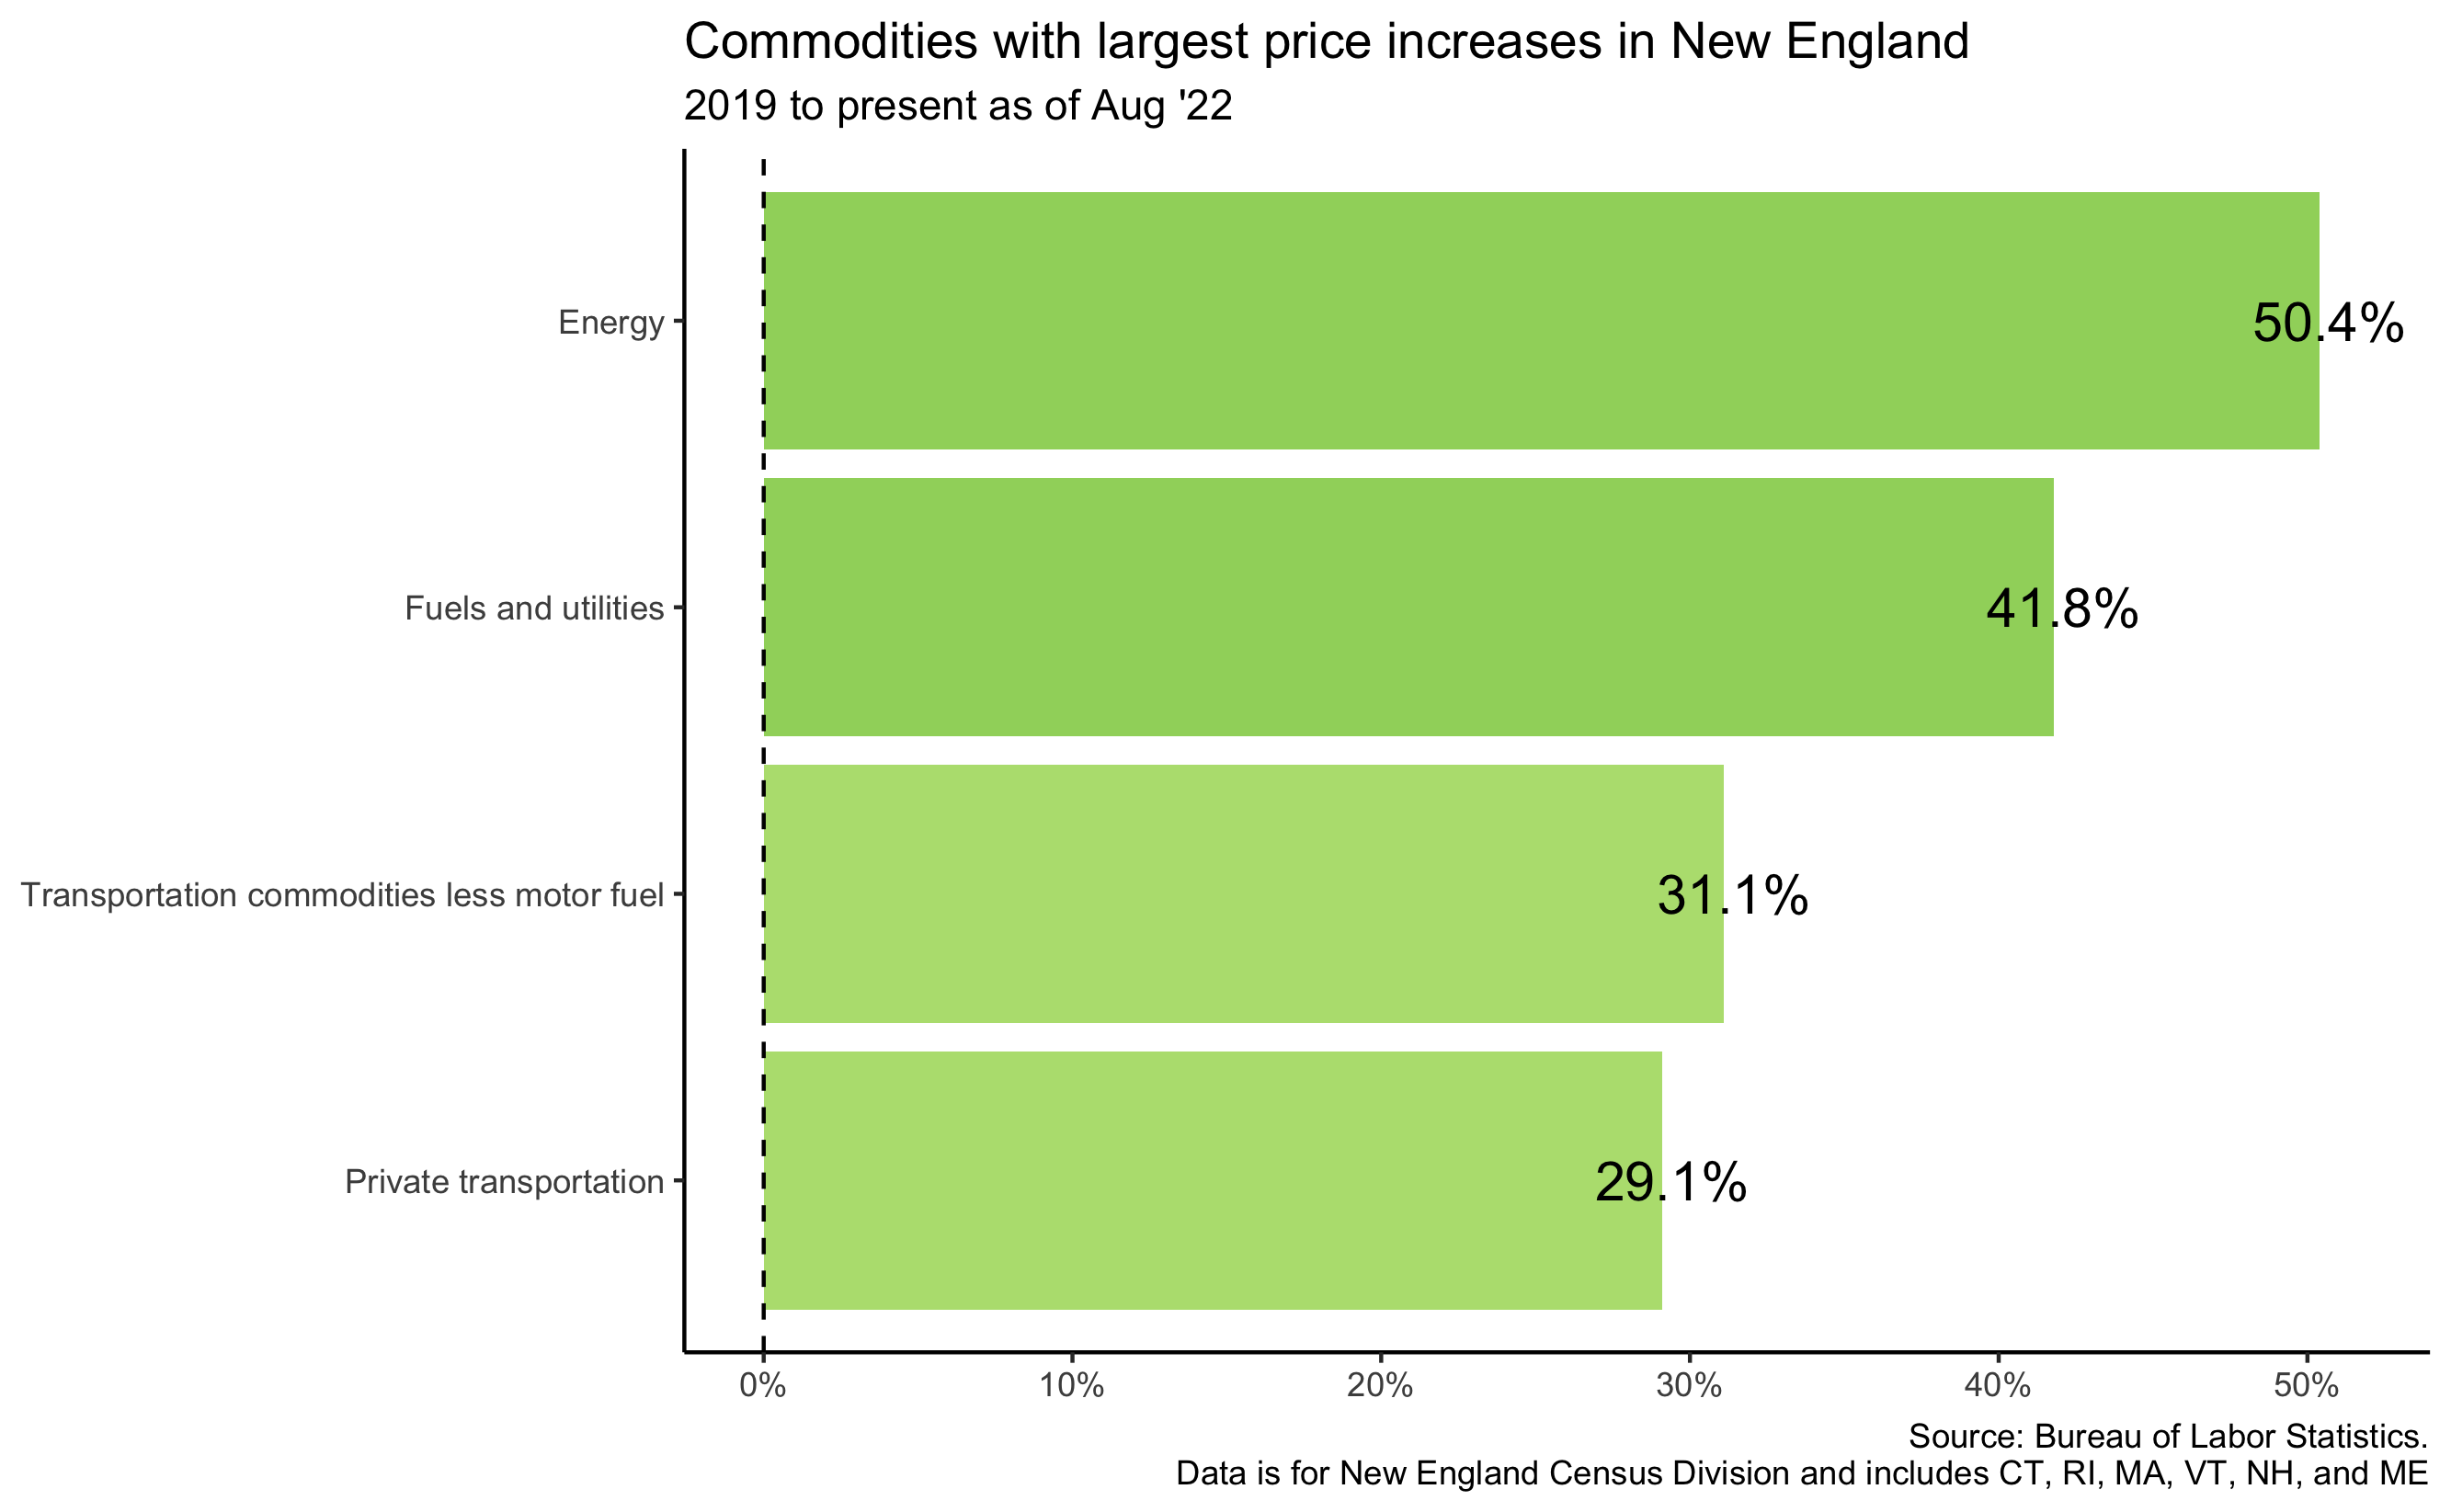 Commodities with largest price increases in New England
2019 to present as of Aug '22
Energy
50.4%
Fuels and utilities
41.8%
Transportation commodities less motor fuel
31.1%
Private transportation
29.1%
0%
10%
20%
30%
40%
50%
Source: Bureau of Labor Statistics.
Data is for New England Census Division and includes CT, RI, MA, VT, NH, and ME